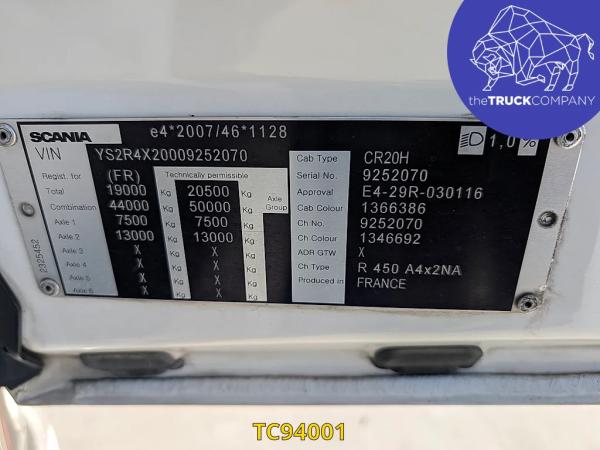 theTRUCKCOMPANY
SCANIA e4*2007/46*1128 1,0%
VIN YS2R4X20009252070
Regist. for (FR) Technically permissible
Total 19000 Kg 20500 Kg
Combination 44000 Kg 50000 Kg Axle Group
Axle 1 7500 Kg 7500 Kg
Axle 2 13000 Kg 13000 Kg
Axle 3 X Kg X Kg
Axle 4 X Kg X Kg
Axle 5 X Kg X Kg
Axle 6 X Kg X Kg
2325452
Cab Type CR20H
Serial No. 9252070
Approval E4-29R-030116
Cab Colour 1366386
Ch No. 9252070
Ch Colour 1346692
ADR GTW X
Ch Type R 450 A4x2NA
Produced in FRANCE
TC94001